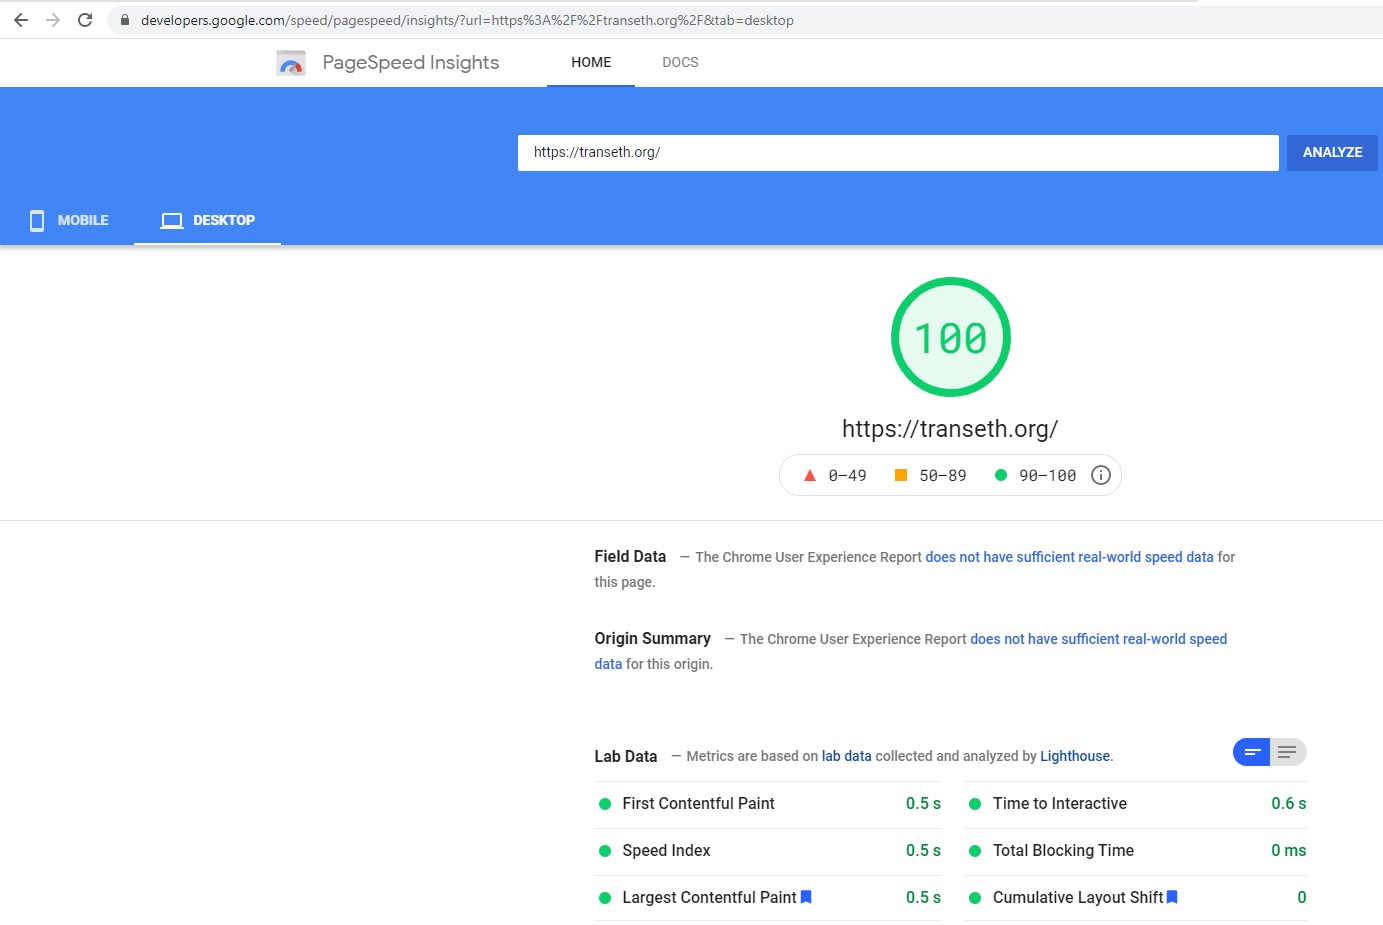 developers.google.com/speed/pagespeed/insights/?url=https%3A%2F%2Ftranseth.org%2F&tab=desktop
PageSpeed Insights HOME DOCS
https://transeth.org/ ANALYZE
MOBILE DESKTOP
100
https://transeth.org/
0–49 50–89 90–100
Field Data — The Chrome User Experience Report does not have sufficient real-world speed data for
this page.
Origin Summary — The Chrome User Experience Report does not have sufficient real-world speed
data for this origin.
Lab Data — Metrics are based on lab data collected and analyzed by Lighthouse.
First Contentful Paint 0.5 s Time to Interactive 0.6 s
Speed Index 0.5 s Total Blocking Time 0 ms
Largest Contentful Paint 0.5 s Cumulative Layout Shift 0